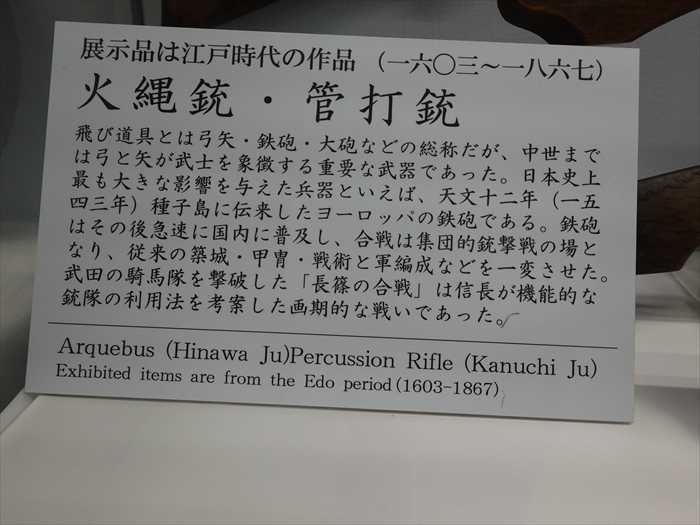 展示品は江戸時代の作品 （一六〇三～一八六七）
火縄銃・管打銃
飛び道具とは弓矢・鉄砲・大砲などの総称だが、中世まで
は弓と矢が武士を象徴する重要な武器であった。日本史上
最も大きな影響を与えた兵器といえば、天文十二年（一五
四三年）種子島に伝来したヨーロッパの鉄砲である。鉄砲
はその後急速に国内に普及し、合戦は集団的銃撃戦の場と
なり、従来の築城・甲冑・戦術と軍編成などを一変させた。
武田の騎馬隊を撃破した「長篠の合戦」は信長が機能的な
銃隊の利用法を考案した画期的な戦いであった。
Arquebus (Hinawa Ju)Percussion Rifle (Kanuchi Ju)
Exhibited items are from the Edo period(1603-1867)